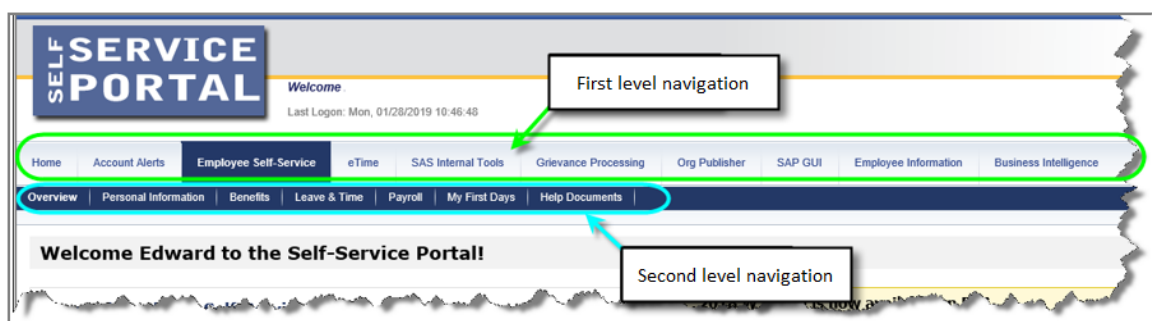 SELF SERVICE
PORTAL
Welcome.
Last Logon: Mon, 01/28/2019 10:46:48
First level navigation
Home Account Alerts Employee Self-Service eTime SAS Internal Tools Grievance Processing Org Publisher SAP GUI Employee Information Business Intelligence
Overview Personal Information Benefits Leave & Time Payroll My First Days Help Documents
Welcome Edward to the Self-Service Portal!
Second level navigation